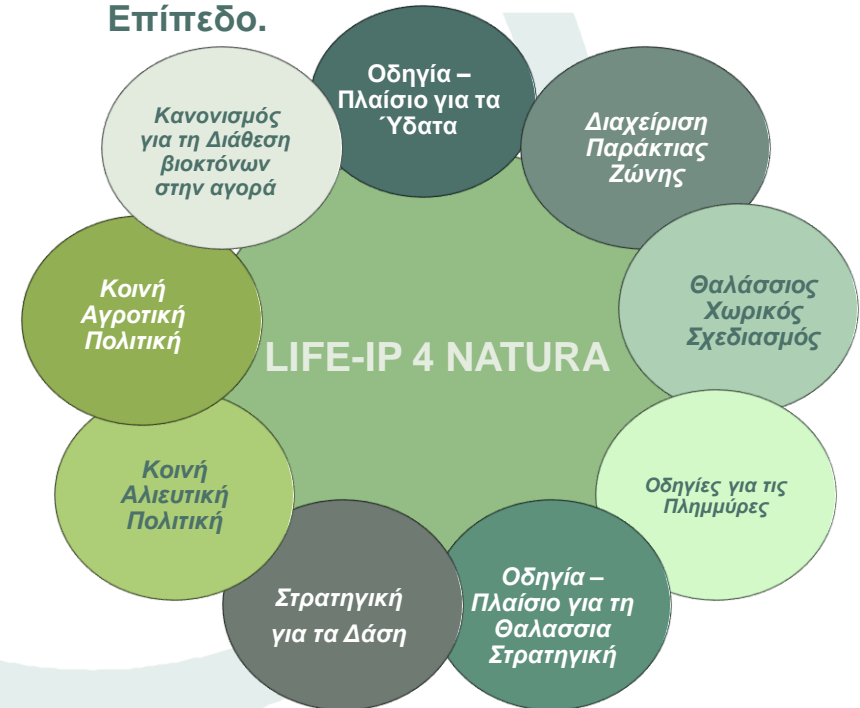 Επίπεδο.
Οδηγία –
Πλαίσιο για τα
Ύδατα
Διαχείριση
Παράκτιας
Ζώνης
Θαλάσσιος
Χωρικός
Σχεδιασμός
Οδηγίες για τις
Πλημμύρες
Οδηγία –
Πλαίσιο για τη
Θαλασσια
Στρατηγική
Στρατηγική
για τα Δάση
Κοινή
Αλιευτική
Πολιτική
Κοινή
Αγροτική
Πολιτική
Κανονισμός
για τη Διάθεση
βιοκτόνων
στην αγορά
LIFE-IP 4 NATURA